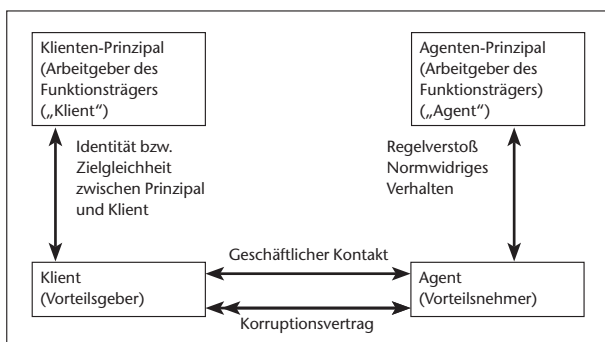 Klienten-Prinzipal
(Arbeitgeber des
Funktionsträgers
(„Klient“)
Agenten-Prinzipal
(Arbeitgeber des
Funktionsträgers)
(„Agent“)
Identität bzw.
Zielgleichheit
zwischen Prinzipal
und Klient
Regelverstoß
Normwidriges
Verhalten
Geschäftlicher Kontakt
Klient
(Vorteilsgeber)
Agent
(Vorteilsnehmer)
Korruptionsvertrag